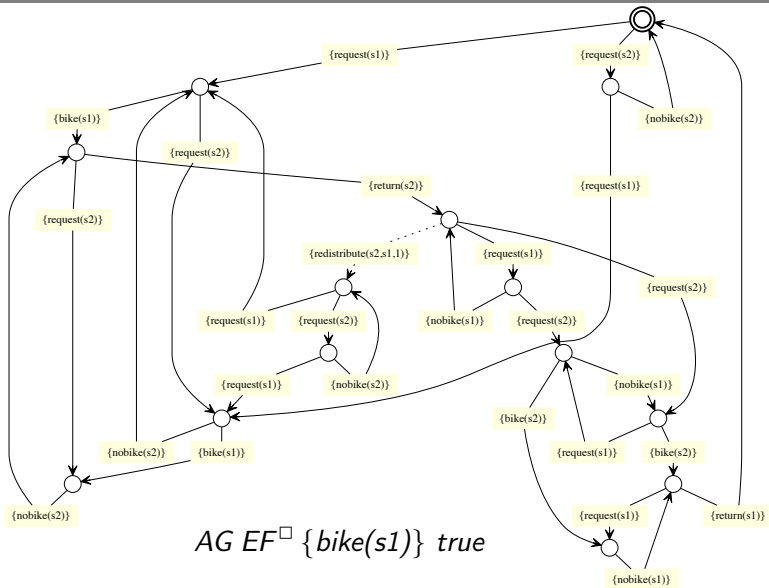 {request(s1)}
{request(s2)}
{bike(s1)}
{nobike(s2)}
{request(s2)}
{return(s2)}
{request(s1)}
{request(s2)}
{redistribute(s2,s1,1)}
{request(s1)}
{request(s2)}
{request(s1)}
{request(s2)}
{nobike(s1)}
{request(s2)}
{request(s1)}
{nobike(s2)}
{nobike(s1)}
{bike(s2)}
{nobike(s2)}
{bike(s1)}
{request(s1)}
{bike(s2)}
{nobike(s2)}
{request(s1)}
{return(s1)}
AG EF□ {bike(s1)} true
{nobike(s1)}